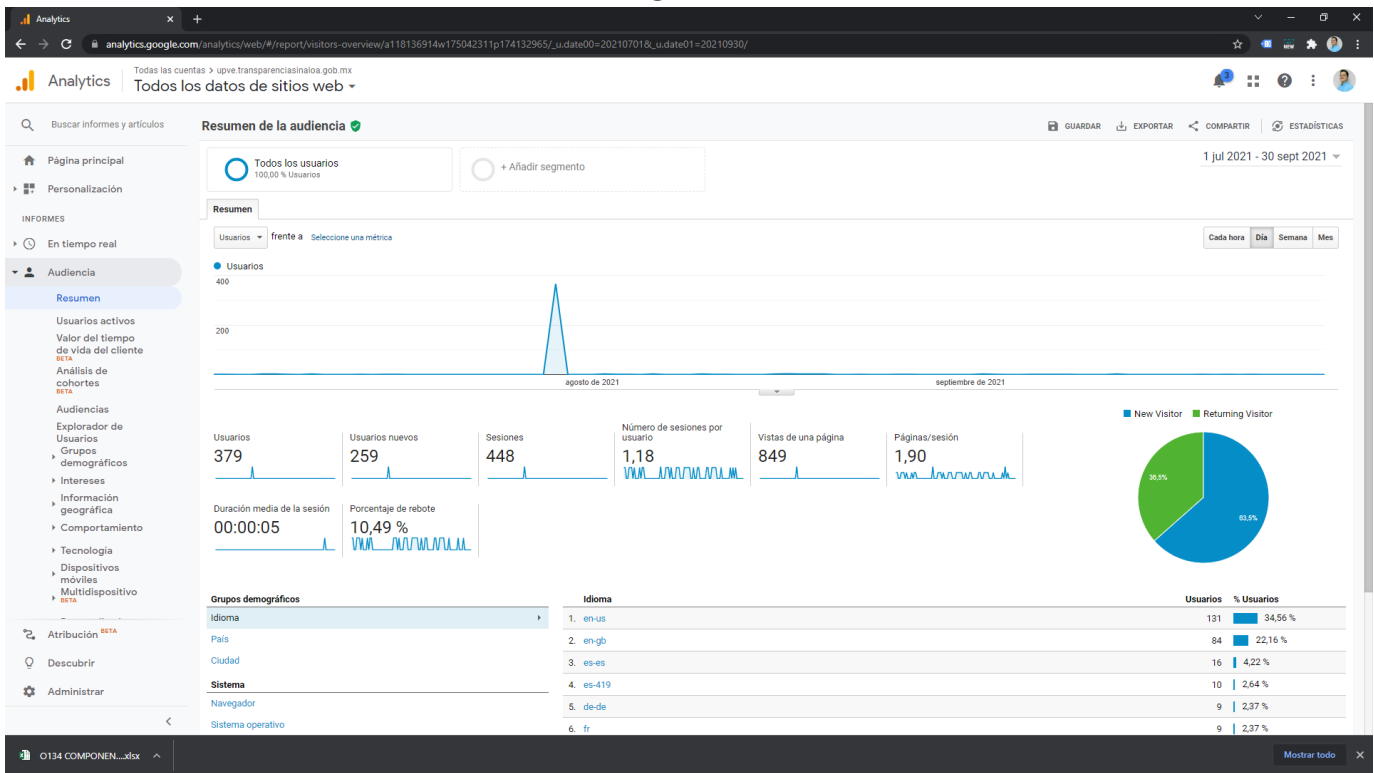 Analytics
analytics.google.com/analytics/web/#/report/visitors-overview/a118136914w175042311p174132965/_u.date00=20210701&_u.date01=20210930/
NEW
Analytics
Todas las cuentas > upve.transparenciasinaloa.gob.mx
Todos los datos de sitios web
3
Buscar informes y artículos
Resumen de la audiencia
GUARDAR
EXPORTAR
COMPARTIR
ESTADÍSTICAS
Página principal
Personalización
INFORMES
En tiempo real
Audiencia
Resumen
Usuarios activos
Valor del tiempo
de vida del cliente
BETA
Análisis de
cohortes
BETA
Audiencias
Explorador de
Usuarios
Grupos
demográficos
Intereses
Información
geográfica
Comportamiento
Tecnología
Dispositivos
móviles
Multidispositivo
BETA
Atribución BETA
Descubrir
Administrar
Todos los usuarios
100,00 % Usuarios
+ Añadir segmento
1 jul 2021 - 30 sept 2021
Resumen
Usuarios frente a Seleccione una métrica
Cada hora Día Semana Mes
Usuarios
400
200
agosto de 2021
septiembre de 2021
New Visitor Returning Visitor
36,5%
63,5%
Usuarios
379
Usuarios nuevos
259
Sesiones
448
Número de sesiones por
usuario
1,18
Vistas de una página
849
Páginas/sesión
1,90
Duración media de la sesión
00:00:05
Porcentaje de rebote
10,49 %
Grupos demográficos
Idioma
País
Ciudad
Sistema
Navegador
Sistema operativo
Idioma Usuarios % Usuarios
1. en-us 131 34,56 %
2. en-gb 84 22,16 %
3. es-es 16 4,22 %
4. es-419 10 2,64 %
5. de-de 9 2,37 %
6. fr 9 2,37 %
O134 COMPONEN....xlsx
Mostrar todo